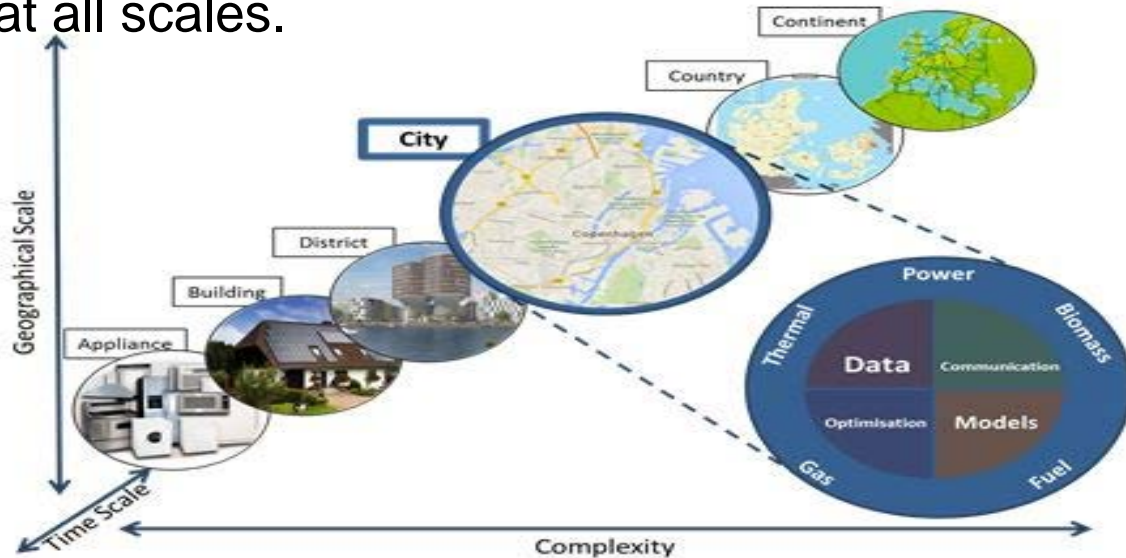 at all scales.
Continent
Country
City
District
Building
Appliance
Geographical Scale
Time Scale
Complexity
Copenhagen
Power
Thermal
Biomass
Data
Communication
Optimisation
Models
Gas
Fuel